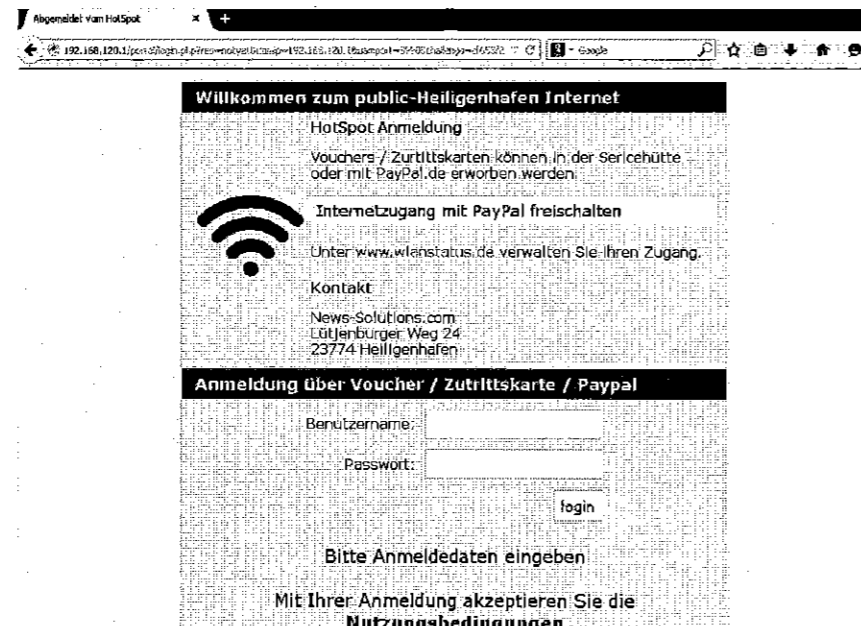 Abgemeldet vom HotSpot
Google
Willkommen zum public-Heiligenhafen Internet
HotSpot Anmeldung
Vouchers / Zurtittskarten können in der Sericehütte
oder mit PayPal.de erworben werden.
Internetzugang mit PayPal freischalten
Unter www.wlanstatus.de verwalten Sie Ihren Zugang.
Kontakt
News-Solutions.com
Lütjenburger Weg 24
23774 Heiligenhafen
Anmeldung über Voucher / Zutrittskarte / Paypal
Benutzername:
Passwort:
login
Bitte Anmeldedaten eingeben
Mit Ihrer Anmeldung akzeptieren Sie die
Nutzungsbedingungen